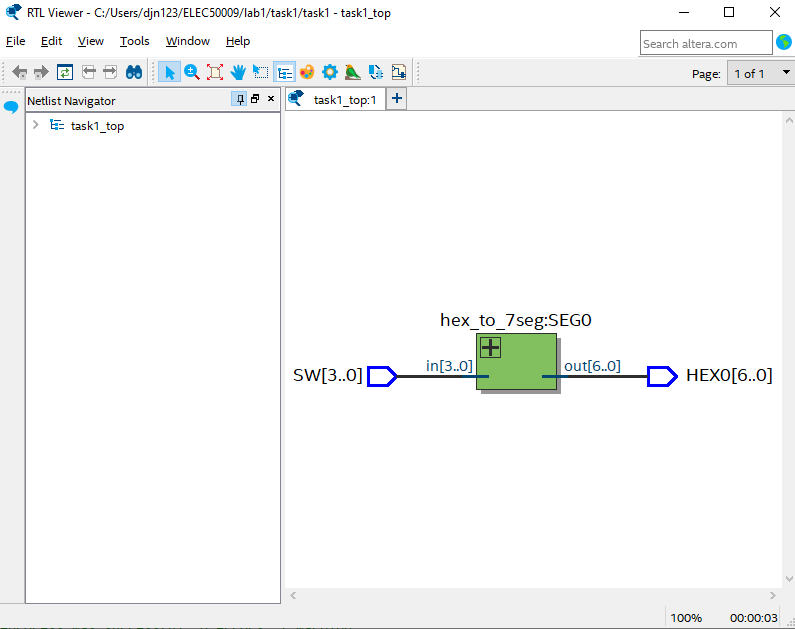 RTL Viewer - C:/Users/djn123/ELEC50009/lab1/task1/task1 - task1_top
File Edit View Tools Window Help
Search altera.com
Page: 1 of 1
Netlist Navigator
task1_top:1
task1_top
hex_to_7seg:SEG0
in[3..0] out[6..0]
SW[3..0] HEX0[6..0]
100% 00:00:03